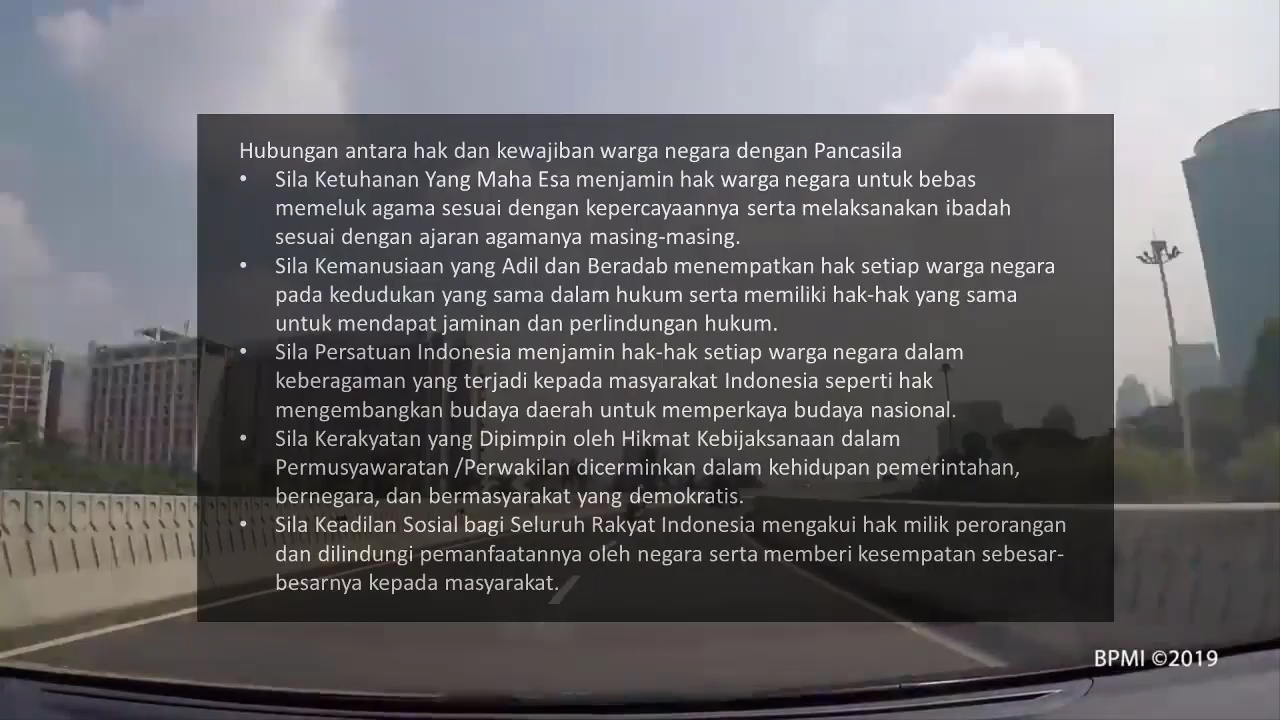 Hubungan antara hak dan kewajiban warga negara dengan Pancasila
• Sila Ketuhanan Yang Maha Esa menjamin hak warga negara untuk bebas
memeluk agama sesuai dengan kepercayaannya serta melaksanakan ibadah
sesuai dengan ajaran agamanya masing-masing.
• Sila Kemanusiaan yang Adil dan Beradab menempatkan hak setiap warga negara
pada kedudukan yang sama dalam hukum serta memiliki hak-hak yang sama
untuk mendapat jaminan dan perlindungan hukum.
• Sila Persatuan Indonesia menjamin hak-hak setiap warga negara dalam
keberagaman yang terjadi kepada masyarakat Indonesia seperti hak
mengembangkan budaya daerah untuk memperkaya budaya nasional.
• Sila Kerakyatan yang Dipimpin oleh Hikmat Kebijaksanaan dalam
Permusyawaratan /Perwakilan dicerminkan dalam kehidupan pemerintahan,
bernegara, dan bermasyarakat yang demokratis.
• Sila Keadilan Sosial bagi Seluruh Rakyat Indonesia mengakui hak milik perorangan
dan dilindungi pemanfaatannya oleh negara serta memberi kesempatan sebesar-
besarnya kepada masyarakat.
BPMI ©2019